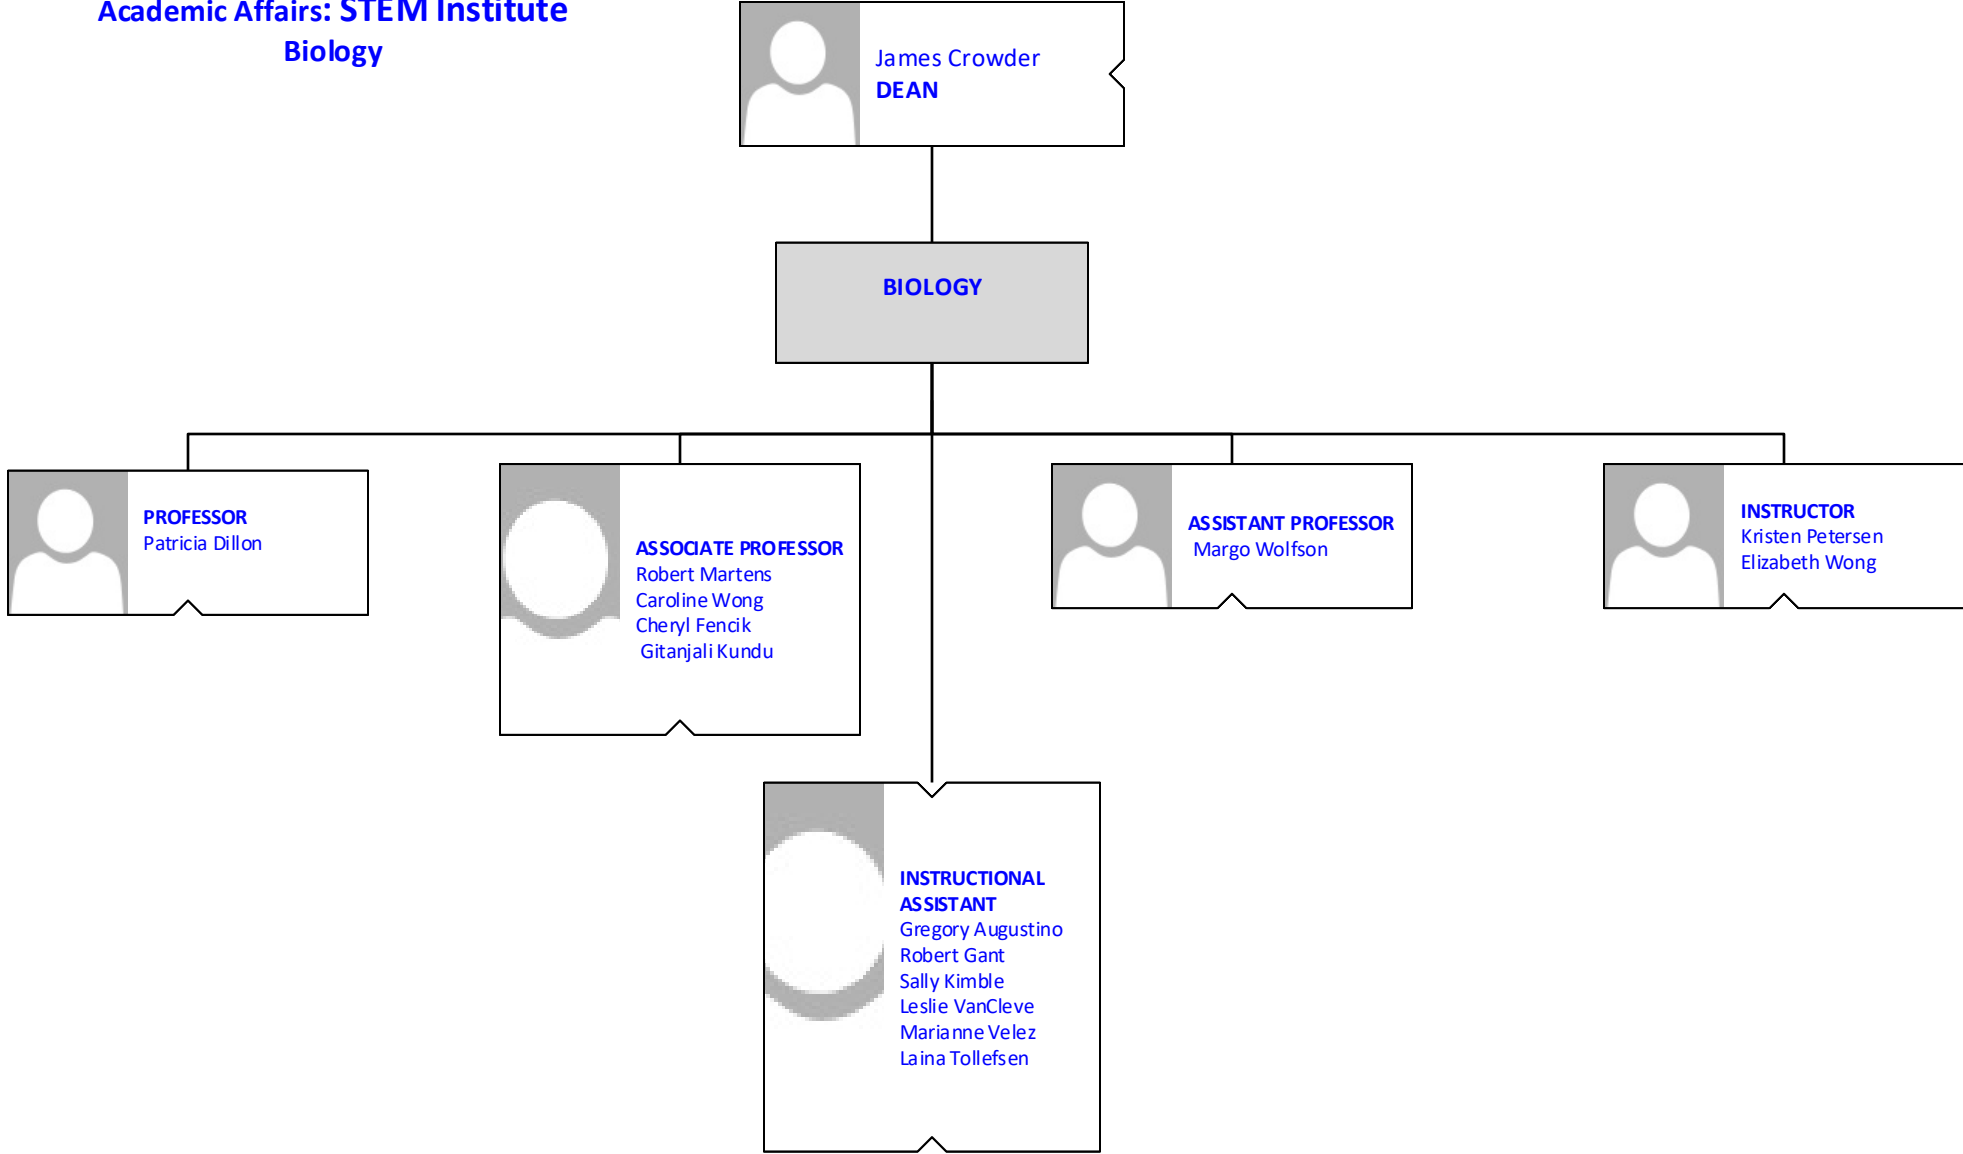 Academic Affairs: STEM Institute
Biology
James Crowder
DEAN
BIOLOGY
PROFESSOR
Patricia Dillon
ASSOCIATE PROFESSOR
Robert Martens
Caroline Wong
Cheryl Fencik
Gitanjali Kundu
ASSISTANT PROFESSOR
Margo Wolfson
INSTRUCTOR
Kristen Petersen
Elizabeth Wong
INSTRUCTIONAL
ASSISTANT
Gregory Augustino
Robert Gant
Sally Kimble
Leslie VanCleve
Marianne Velez
Laina Tollefsen